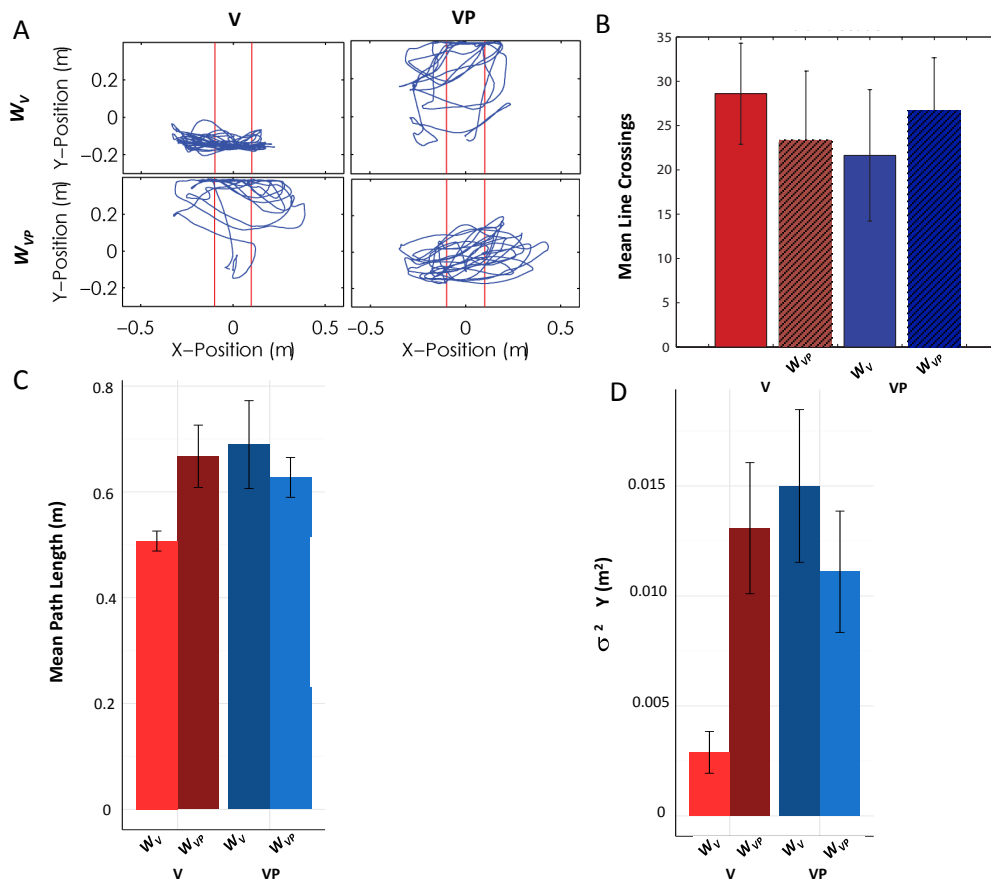 A
V
VP
W_V
Y-Position (m)
0.2
0
-0.2
W_VP
Y-Position (m)
0.2
0
-0.2
-0.5
0
0.5
X-Position (m)
-0.5
0
0.5
X-Position (m)
B
Mean Line Crossings
35
30
25
20
15
10
5
0
W_VP
W_V
W_VP
V
VP
C
Mean Path Length (m)
0.8
0.6
0.4
0.2
0
W_V
W_VP
W_V
W_VP
V
VP
D
σ² Y (m²)
0.015
0.010
0.005
0
W_V
W_VP
W_V
W_VP
V
VP